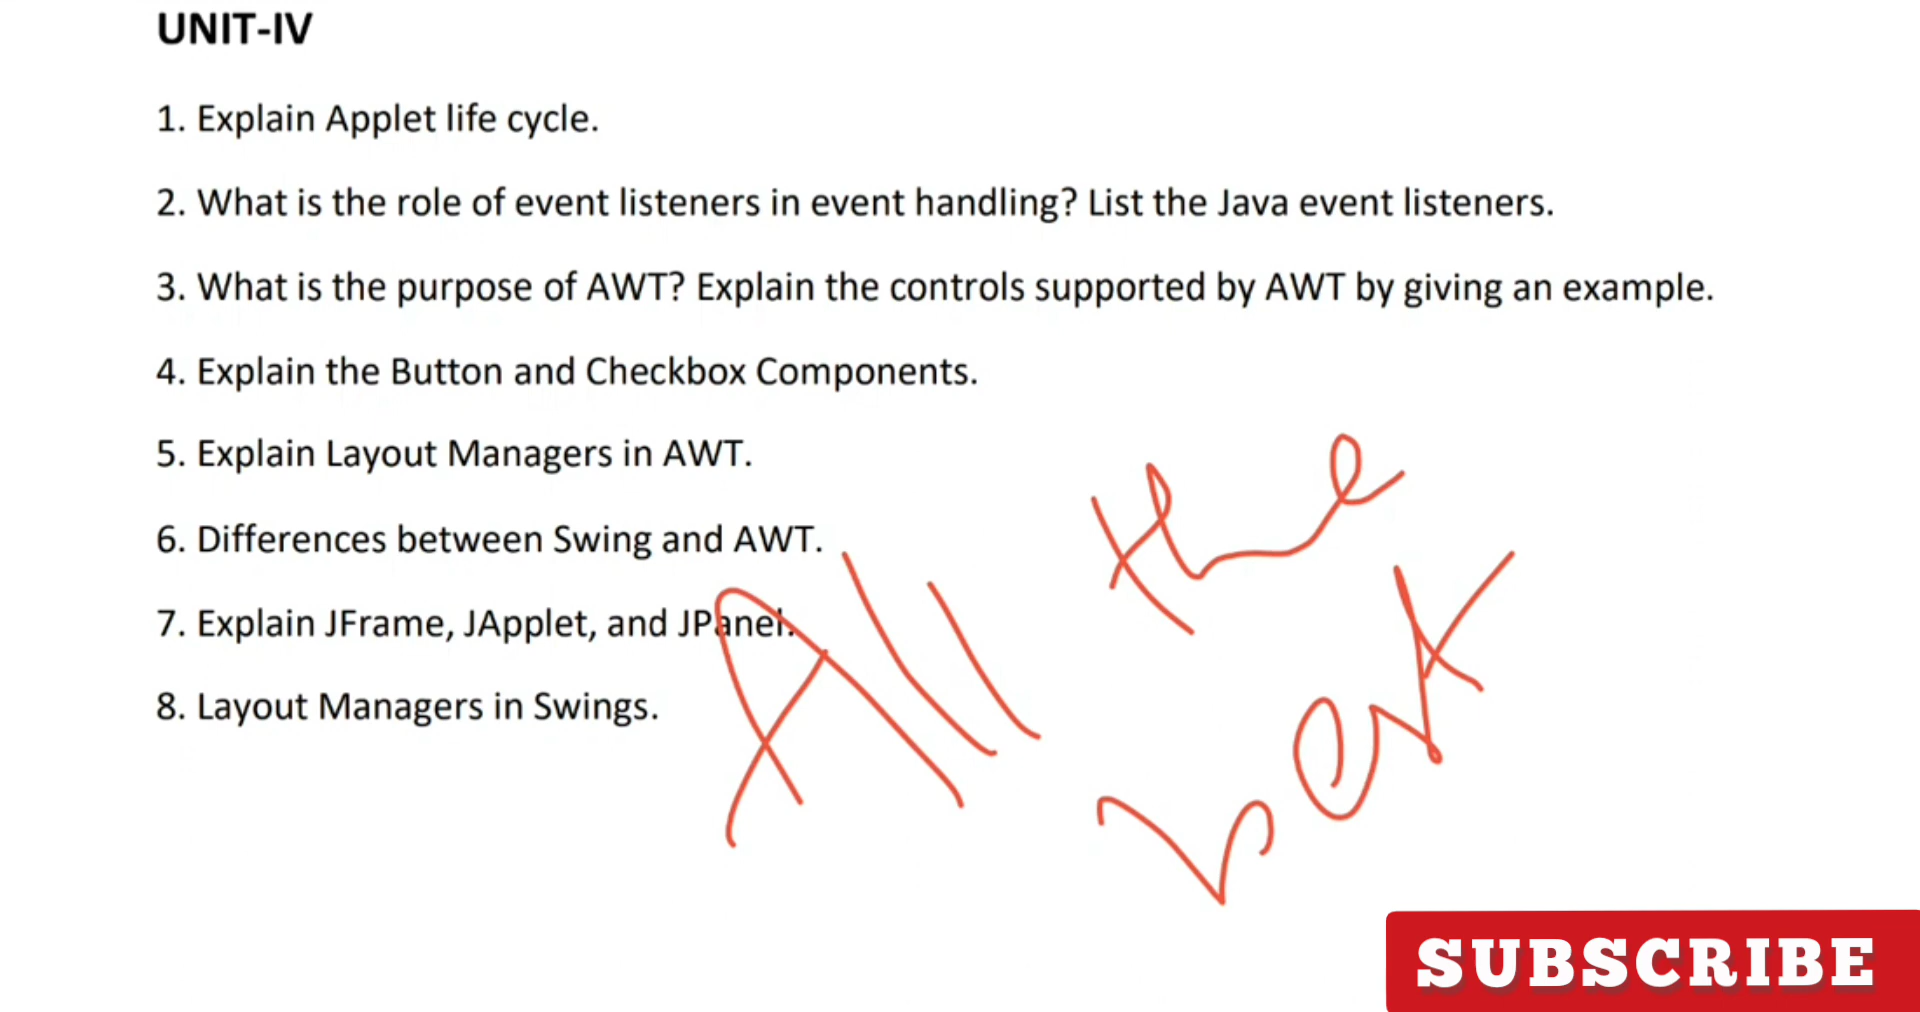 UNIT-IV
1. Explain Applet life cycle.
2. What is the role of event listeners in event handling? List the Java event listeners.
3. What is the purpose of AWT? Explain the controls supported by AWT by giving an example.
4. Explain the Button and Checkbox Components.
5. Explain Layout Managers in AWT.
6. Differences between Swing and AWT.
7. Explain JFrame, JApplet, and JPanel.
8. Layout Managers in Swings.
All the
best
SUBSCRIBE